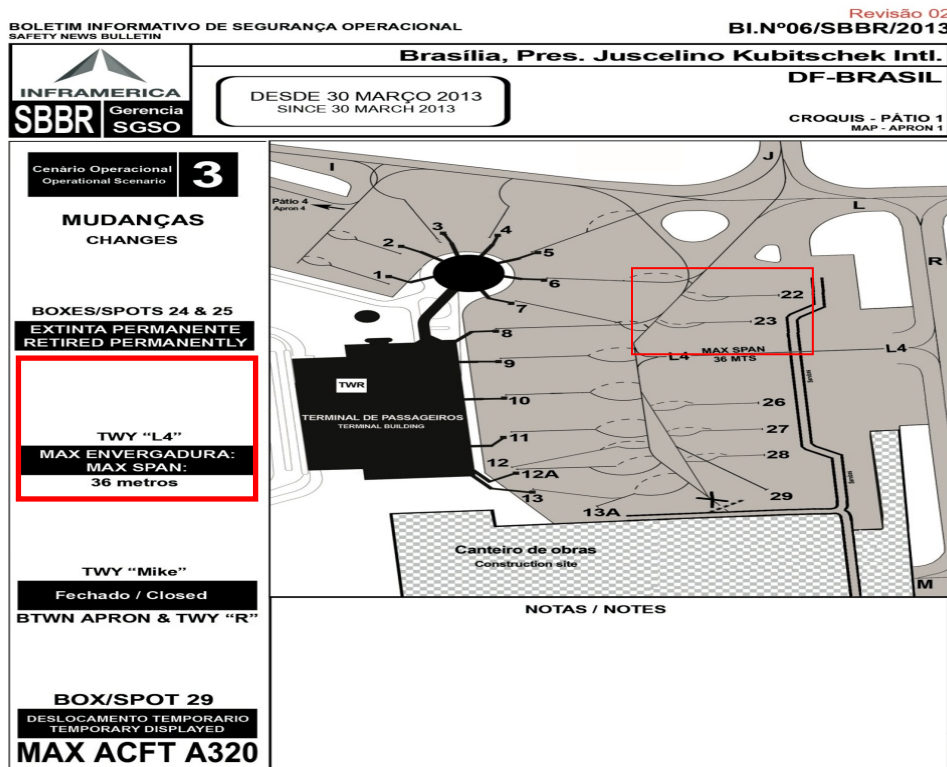 Revisão 02
BOLETIM INFORMATIVO DE SEGURANÇA OPERACIONAL
SAFETY NEWS BULLETIN
BI.Nº06/SBBR/2013
INFRAMERICA
SBBR
Gerencia
SGSO
Brasília, Pres. Juscelino Kubitschek Intl.
DF-BRASIL
DESDE 30 MARÇO 2013
SINCE 30 MARCH 2013
CROQUIS - PÁTIO 1
MAP - APRON 1
Cenário Operacional
Operational Scenario
3
MUDANÇAS
CHANGES
BOXES/SPOTS 24 & 25
EXTINTA PERMANENTE
RETIRED PERMANENTLY
TWY “L4”
MAX ENVERGADURA:
MAX SPAN:
36 metros
TWY “Mike”
Fechado / Closed
BTWN APRON & TWY “R”
BOX/SPOT 29
DESLOCAMENTO TEMPORARIO
TEMPORARY DISPLAYED
MAX ACFT A320
I
J
Pátio 4
Apron 4
L
R
1
2
3
4
5
6
7
8
9
10
11
12
12A
13
13A
22
23
MAX SPAN
36 MTS
L4
L4
26
27
28
29
TWR
TERMINAL DE PASSAGEIROS
TERMINAL BUILDING
Canteiro de obras
Construction site
M
NOTAS / NOTES